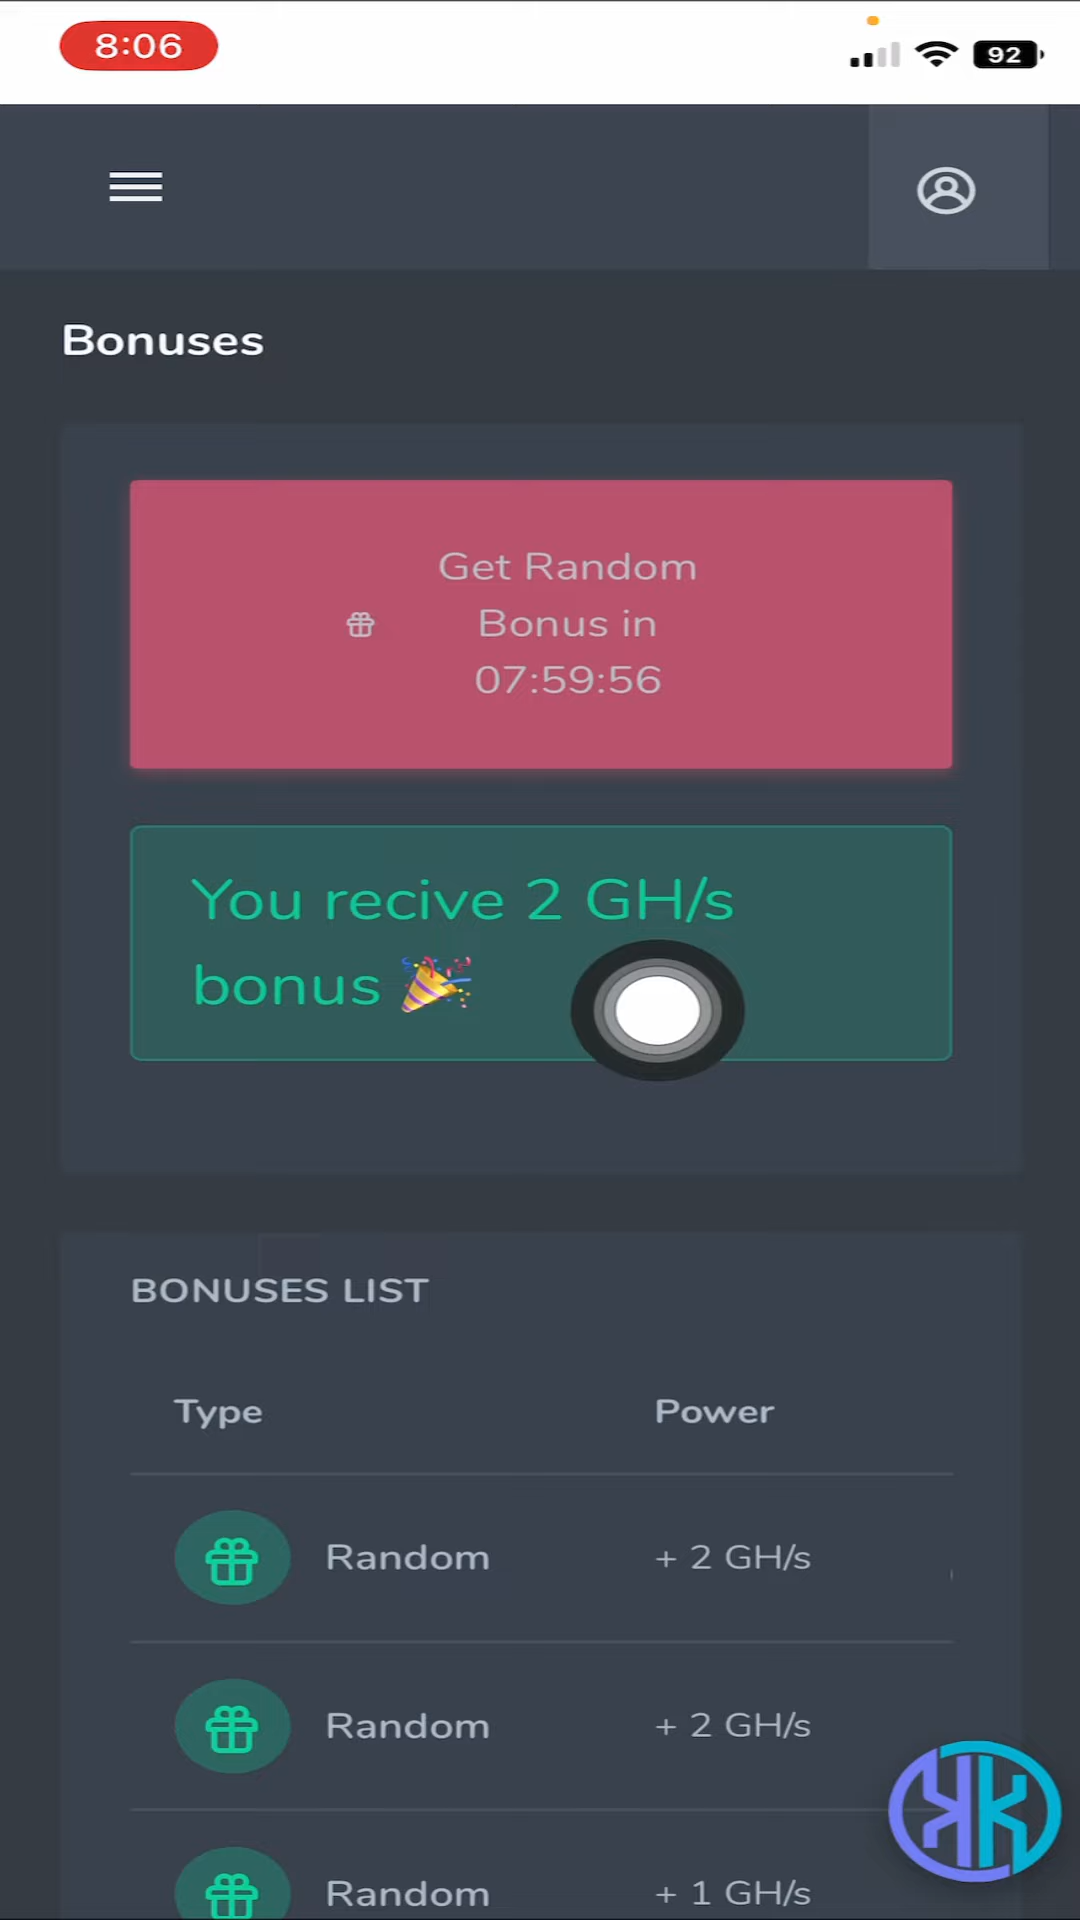 8:06
92
Bonuses
Get Random
Bonus in
07:59:56
You recive 2 GH/s
bonus 🎉
BONUSES LIST
Type Power
Random + 2 GH/s
Random + 2 GH/s
Random + 1 GH/s